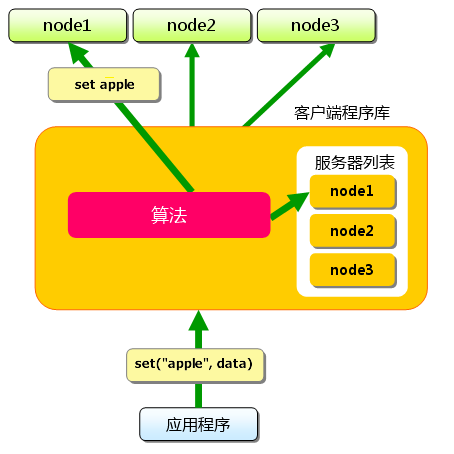 node1
node2
node3
set apple
客户端程序库
服务器列表
node1
算法
node2
node3
set("apple", data)
应用程序